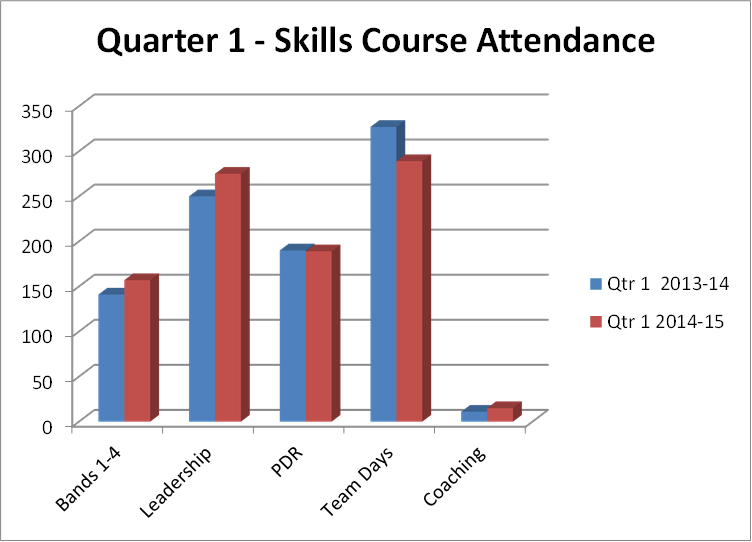 Quarter 1 - Skills Course Attendance
350
300
250
200
150
100
50
0
Bands 1-4
Leadership
PDR
Team Days
Coaching
Qtr 1  2013-14
Qtr 1 2014-15